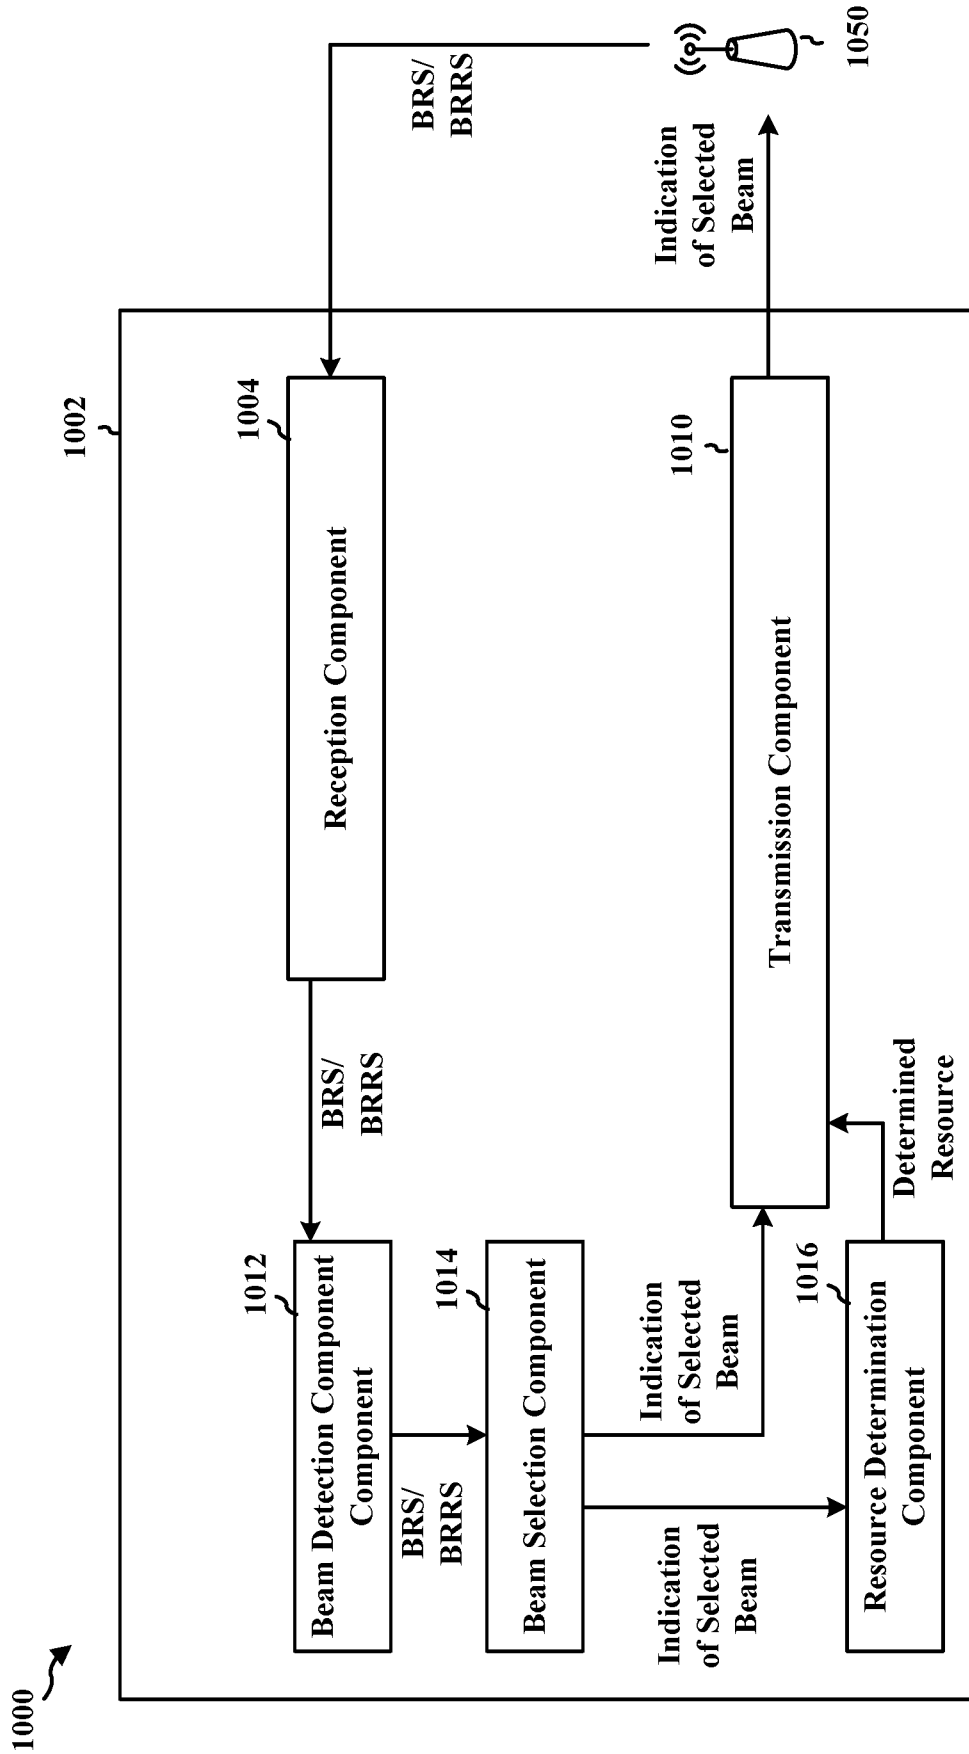 1000
1002
1012
Beam Detection Component
Component
BRS/
BRRS
1004
Reception Component
BRS/
BRRS
BRS/
BRRS
1014
Beam Selection Component
Indication
of Selected
Beam
Indication
of Selected
Beam
1016
Resource Determination
Component
Determined
Resource
1010
Transmission Component
Indication
of Selected
Beam
1050